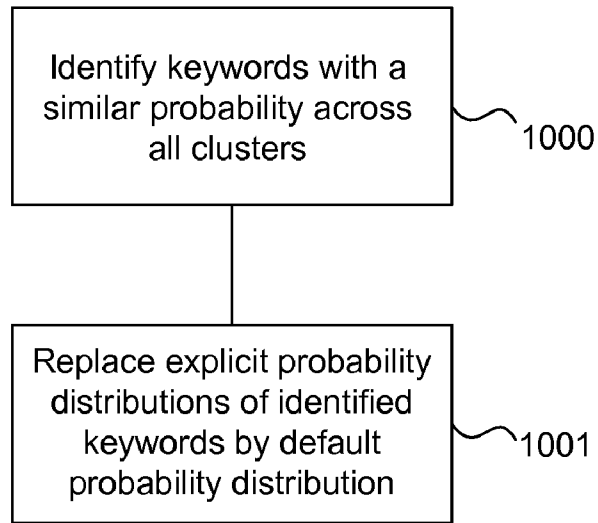 Identify keywords with a
similar probability across
all clusters
1000
Replace explicit probability
distributions of identified
keywords by default
probability distribution
1001